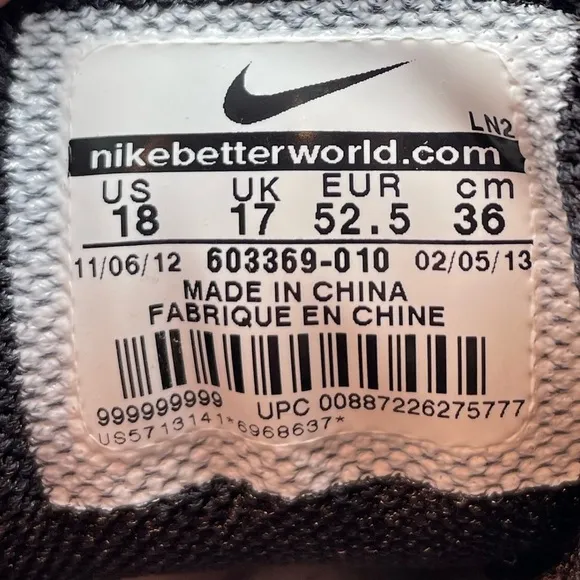 LN2
nikebetterworld.com
US UK EUR cm
18 17 52.5 36
11/06/12 603369-010 02/05/13
MADE IN CHINA
FABRIQUE EN CHINE
999999999 UPC 00887226275777
US5713141*6968637*